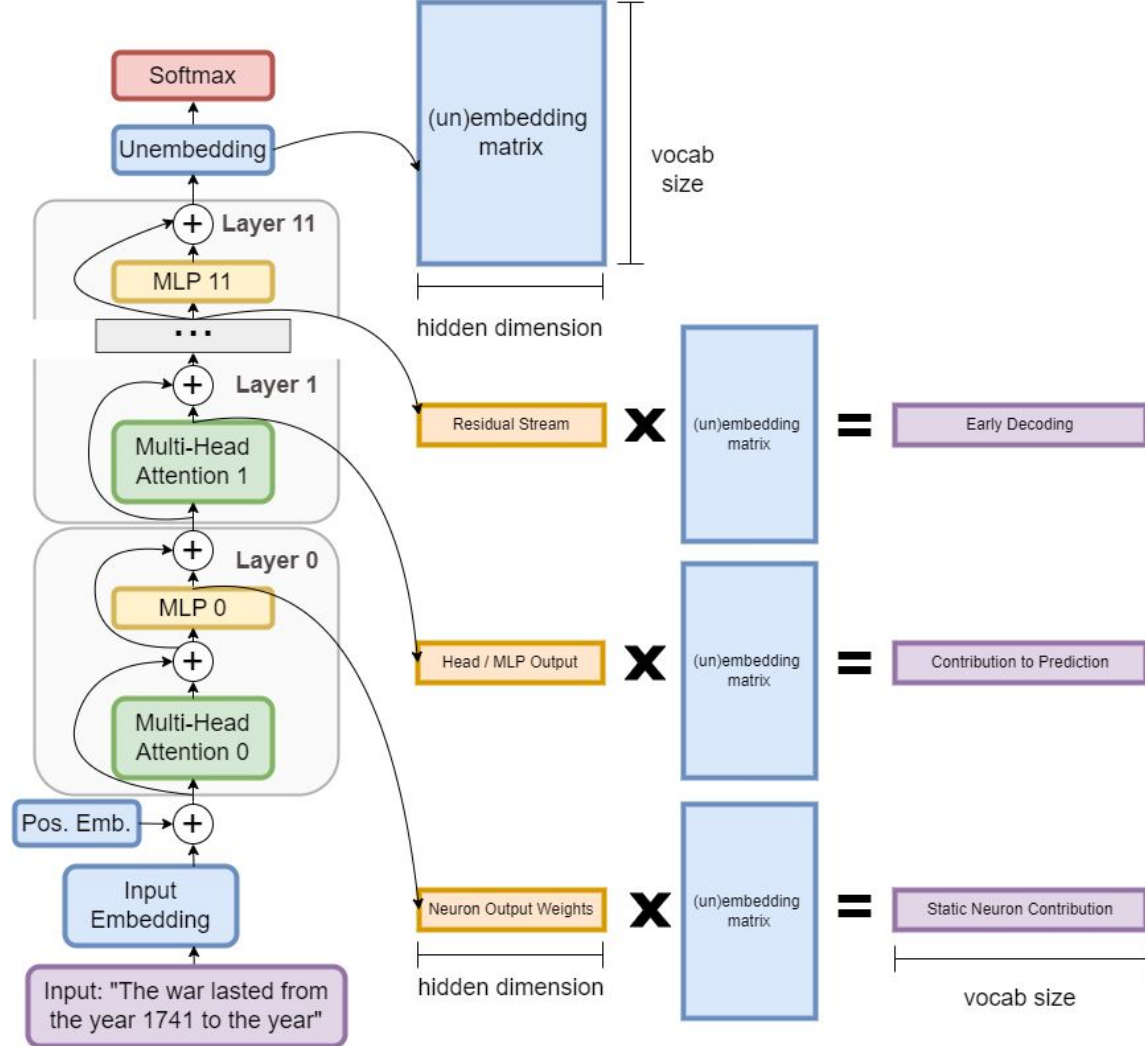 Softmax
Unembedding
(un)embedding
matrix
vocab
size
hidden dimension
Layer 11
MLP 11
...
Layer 1
Multi-Head
Attention 1
Residual Stream
X
(un)embedding
matrix
=
Early Decoding
Layer 0
MLP 0
Multi-Head
Attention 0
Head / MLP Output
X
(un)embedding
matrix
=
Contribution to Prediction
Pos. Emb.
Input
Embedding
Neuron Output Weights
X
(un)embedding
matrix
=
Static Neuron Contribution
hidden dimension
vocab size
Input: "The war lasted from
the year 1741 to the year"